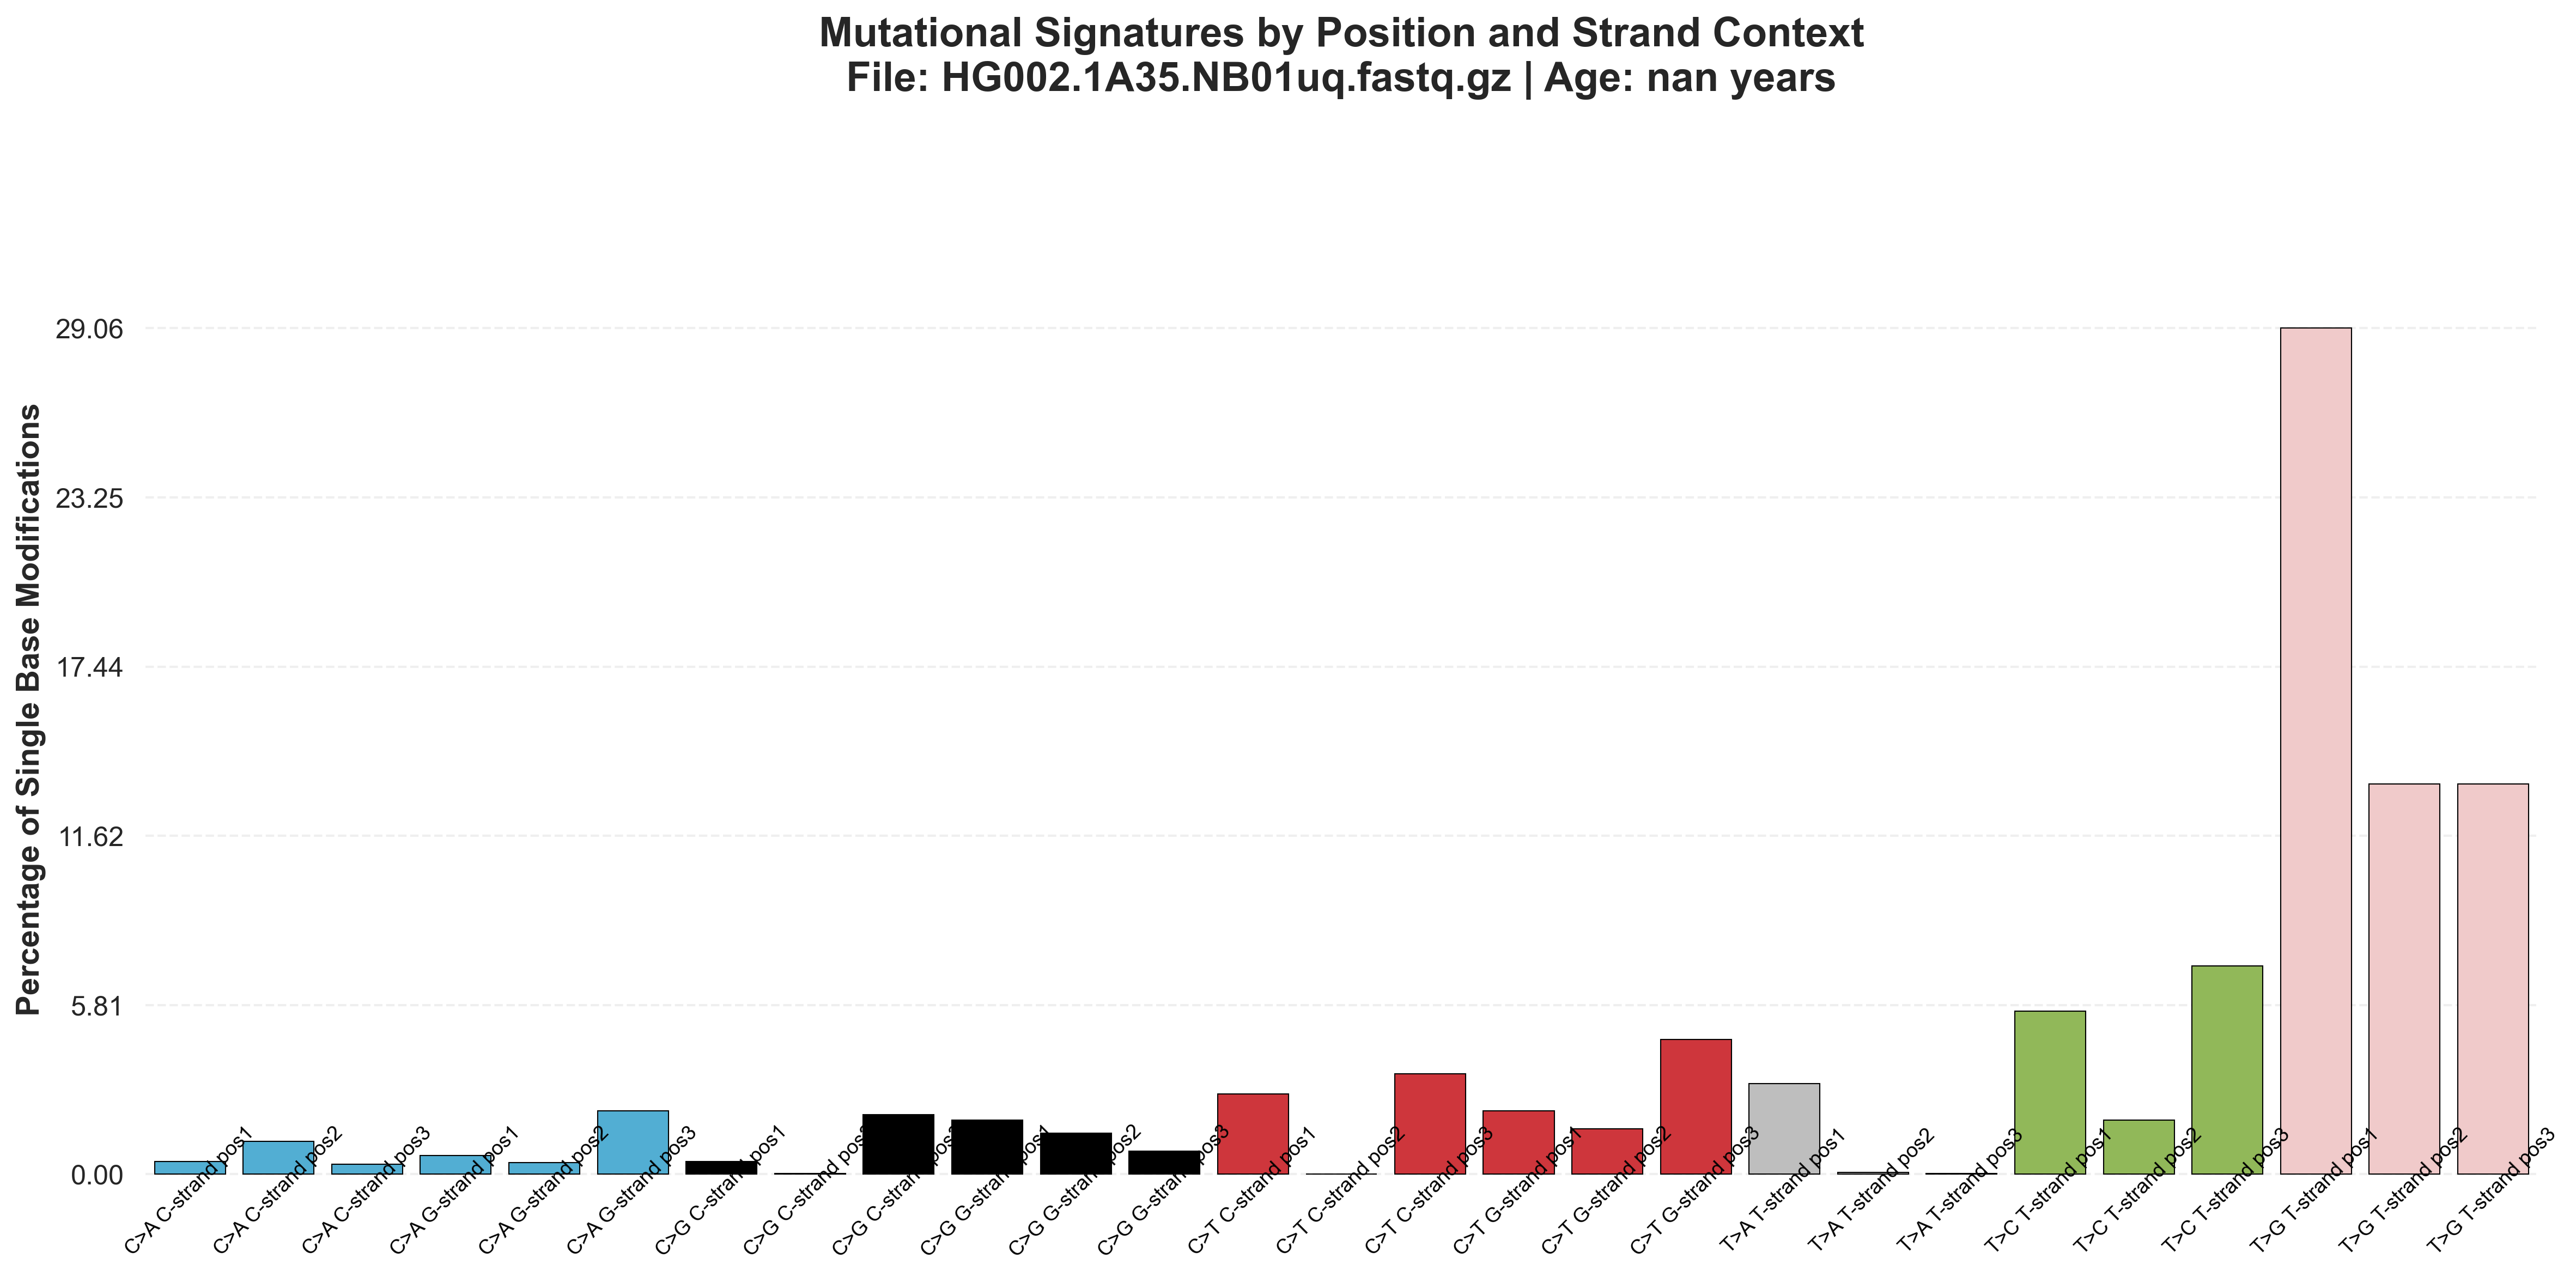 Mutational Signatures by Position and Strand Context
File: HG002.1A35.NB01uq.fastq.gz | Age: nan years
Percentage of Single Base Modifications
29.06
23.25
17.44
11.62
5.81
0.00
C>A C-strand pos1
C>A C-strand pos2
C>A C-strand pos3
C>A G-strand pos1
C>A G-strand pos2
C>A G-strand pos3
C>G C-strand pos1
C>G C-strand pos2
C>G C-strand pos3
C>G G-strand pos1
C>G G-strand pos2
C>G G-strand pos3
C>T C-strand pos1
C>T C-strand pos2
C>T C-strand pos3
C>T G-strand pos1
C>T G-strand pos2
C>T G-strand pos3
T>A T-strand pos1
T>A T-strand pos2
T>A T-strand pos3
T>C T-strand pos1
T>C T-strand pos2
T>C T-strand pos3
T>G T-strand pos1
T>G T-strand pos2
T>G T-strand pos3